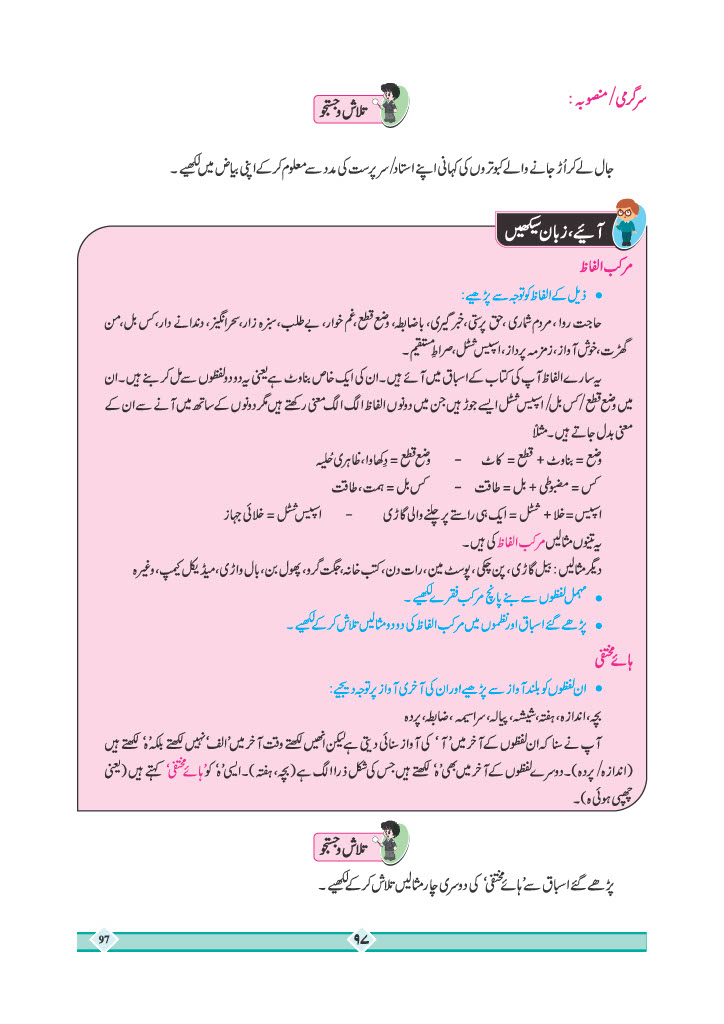 سرگرمی/منصوبہ :
تلاش و جستجو
جال لے کر اُڑ جانے والے کبوتروں کی کہانی اپنے استاد/سرپرست کی مدد سے معلوم کر کے اپنی بیاض میں لکھیے۔
آئیے، زبان سیکھیں
مرکب الفاظ
• ذیل کے الفاظ کو توجہ سے پڑھیے:
حاجت روا، مردم شماری، حق پرستی، خبر گیری، باضابطہ، وضع قطع، غم خوار، بے طلب، سبزہ زار، سحر انگیز، دندانے دار، کس بل، من
گھڑت، خوش آواز، زمزمہ پرداز، اسپیس شٹل، صراطِ مستقیم۔
یہ سارے الفاظ آپ کی کتاب کے اسباق میں آئے ہیں۔ ان کی ایک خاص بناوٹ ہے یعنی یہ دو دو لفظوں سے مل کر بنے ہیں۔ ان
میں وضع قطع/کس بل/ اسپیس شٹل ایسے جوڑ ہیں جن میں دونوں الفاظ الگ الگ معنی رکھتے ہیں مگر دونوں کے ساتھ میں آنے سے ان کے
معنی بدل جاتے ہیں۔ مثلاً
وضع = بناوٹ + قطع = کاٹ - وضع قطع = دِکھاوا، ظاہری حُلیہ
کس = مضبوطی + بل = طاقت - کس بل = ہمت، طاقت
اسپیس = خلا + شٹل = ایک ہی راستے پر چلنے والی گاڑی - اسپیس شٹل = خلائی جہاز
یہ تینوں مثالیں مرکب الفاظ کی ہیں۔
دیگر مثالیں : بیل گاڑی، پن چکی، پوسٹ مین، رات دن، کتب خانہ، جگت گرو، پھول بن، بال واڑی، میڈیکل کیمپ، وغیرہ
• مہمل لفظوں سے بنے پانچ مرکب فقرے لکھیے۔
• پڑھے گئے اسباق اور نظموں میں مرکب الفاظ کی دو دو مثالیں تلاش کر کے لکھیے۔
ہائے مختفی
• ان لفظوں کو بلند آواز سے پڑھیے اور ان کی آخری آواز پر توجہ دیجیے:
بچہ، اندازہ، ہفتہ، شیشہ، پیالہ، سراسیمہ، ضابطہ، پردہ
آپ نے سنا کہ ان لفظوں کے آخر میں 'آ' کی آواز سنائی دیتی ہے لیکن انھیں لکھتے وقت آخر میں 'الف' نہیں لکھتے بلکہ 'ہ' لکھتے ہیں
(اندازہ/پردہ)۔ دوسرے لفظوں کے آخر میں بھی 'ہ' لکھتے ہیں جس کی شکل ذرا الگ ہے (بچہ، ہفتہ)۔ ایسی 'ہ' کو 'ہائے مختفی' کہتے ہیں (یعنی
چھپی ہوئی ہ)۔
تلاش و جستجو
پڑھے گئے اسباق سے 'ہائے مختفی' کی دوسری چار مثالیں تلاش کر کے لکھیے۔
۹۷
97